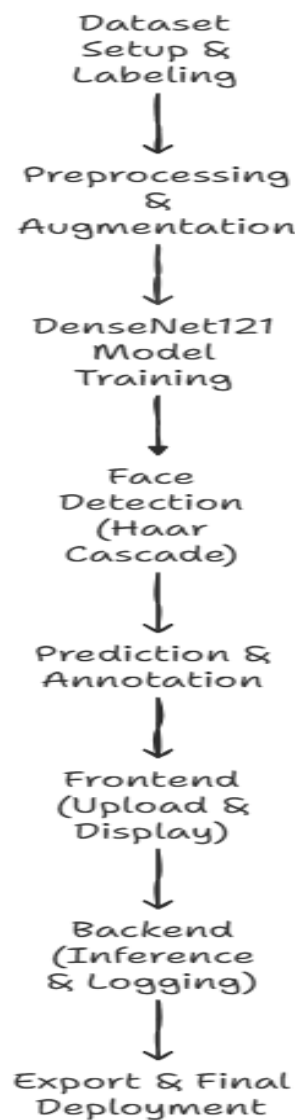 Dataset
Setup &
Labeling
Preprocessing
&
Augmentation
DenseNet121
Model
Training
Face
Detection
(Haar
Cascade)
Prediction &
Annotation
Frontend
(Upload &
Display)
Backend
(Inference
& Logging)
Export & Final
Deployment